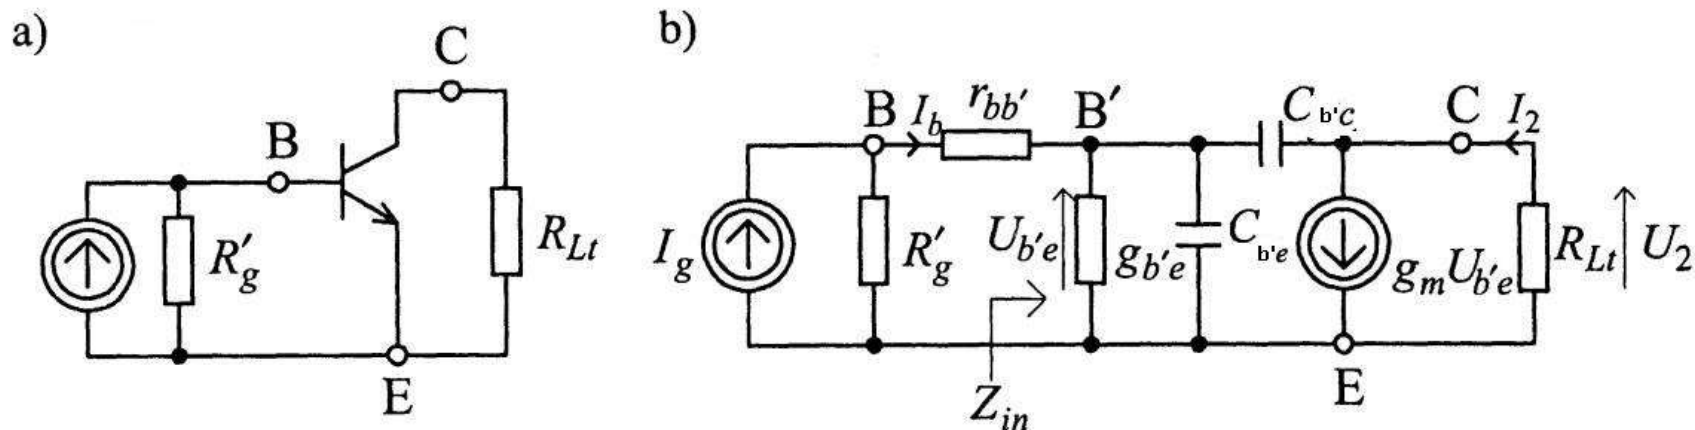 a)
C
B
R'g
RLt
E
b)
B
Ib
rbb'
B'
Cb'c
C
I2
Ig
R'g
Ub'e
gb'e
Cb'e
gmUb'e
RLt
U2
Zin
E